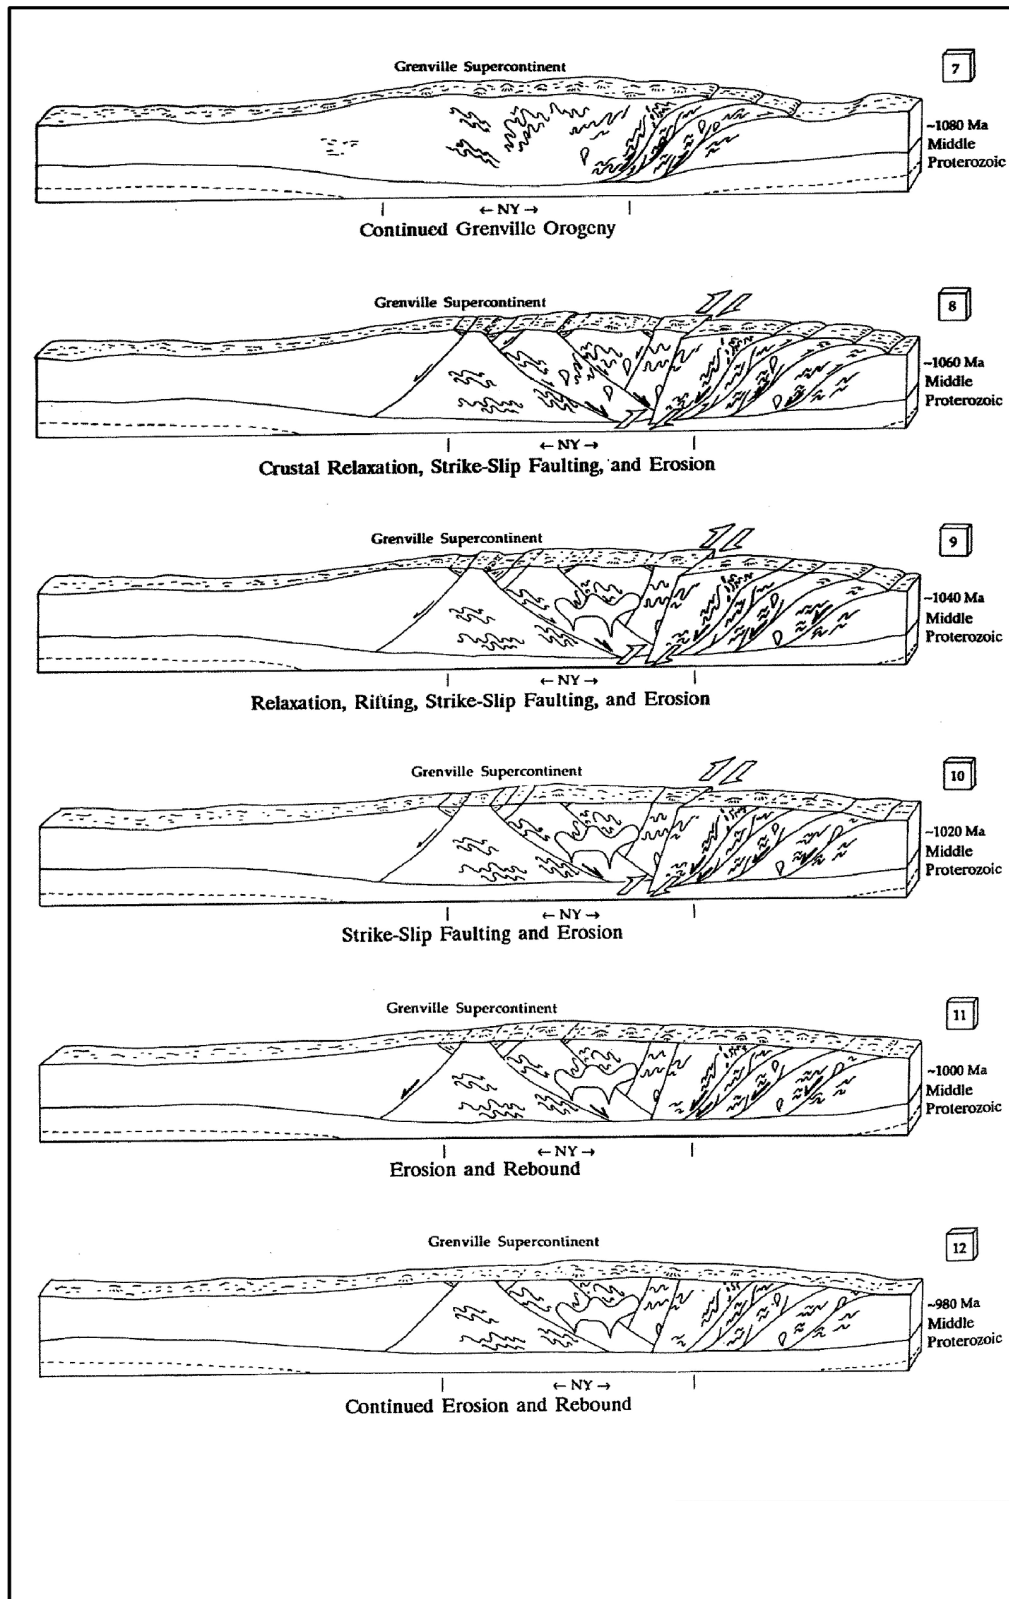 Grenville Supercontinent
7
~1080 Ma
Middle
Proterozoic
← NY →
Continued Grenville Orogeny
Grenville Supercontinent
8
~1060 Ma
Middle
Proterozoic
← NY →
Crustal Relaxation, Strike-Slip Faulting, and Erosion
Grenville Supercontinent
9
~1040 Ma
Middle
Proterozoic
← NY →
Relaxation, Rifting, Strike-Slip Faulting, and Erosion
Grenville Supercontinent
10
~1020 Ma
Middle
Proterozoic
← NY →
Strike-Slip Faulting and Erosion
Grenville Supercontinent
11
~1000 Ma
Middle
Proterozoic
← NY →
Erosion and Rebound
Grenville Supercontinent
12
~980 Ma
Middle
Proterozoic
← NY →
Continued Erosion and Rebound